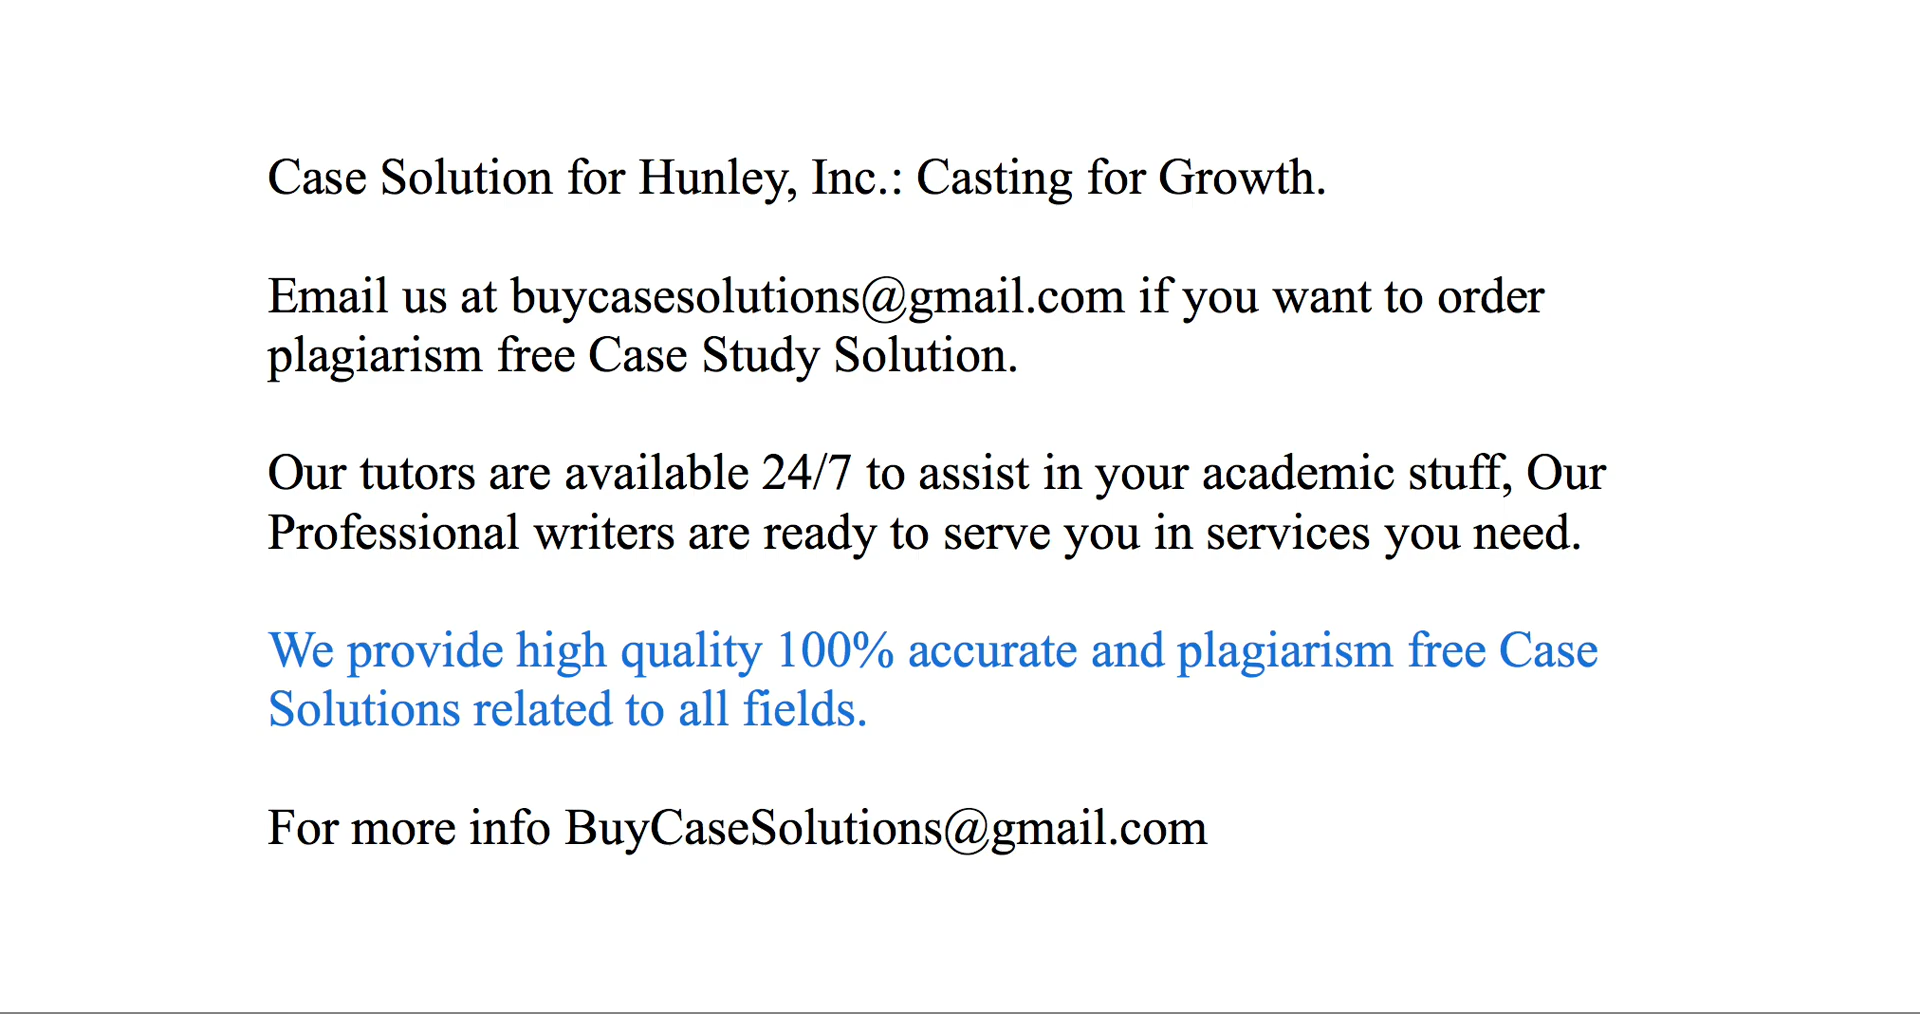 Case Solution for Hunley, Inc.: Casting for Growth.
Email us at buycasesolutions@gmail.com if you want to order
plagiarism free Case Study Solution.
Our tutors are available 24/7 to assist in your academic stuff, Our
Professional writers are ready to serve you in services you need.
We provide high quality 100% accurate and plagiarism free Case
Solutions related to all fields.
For more info BuyCaseSolutions@gmail.com